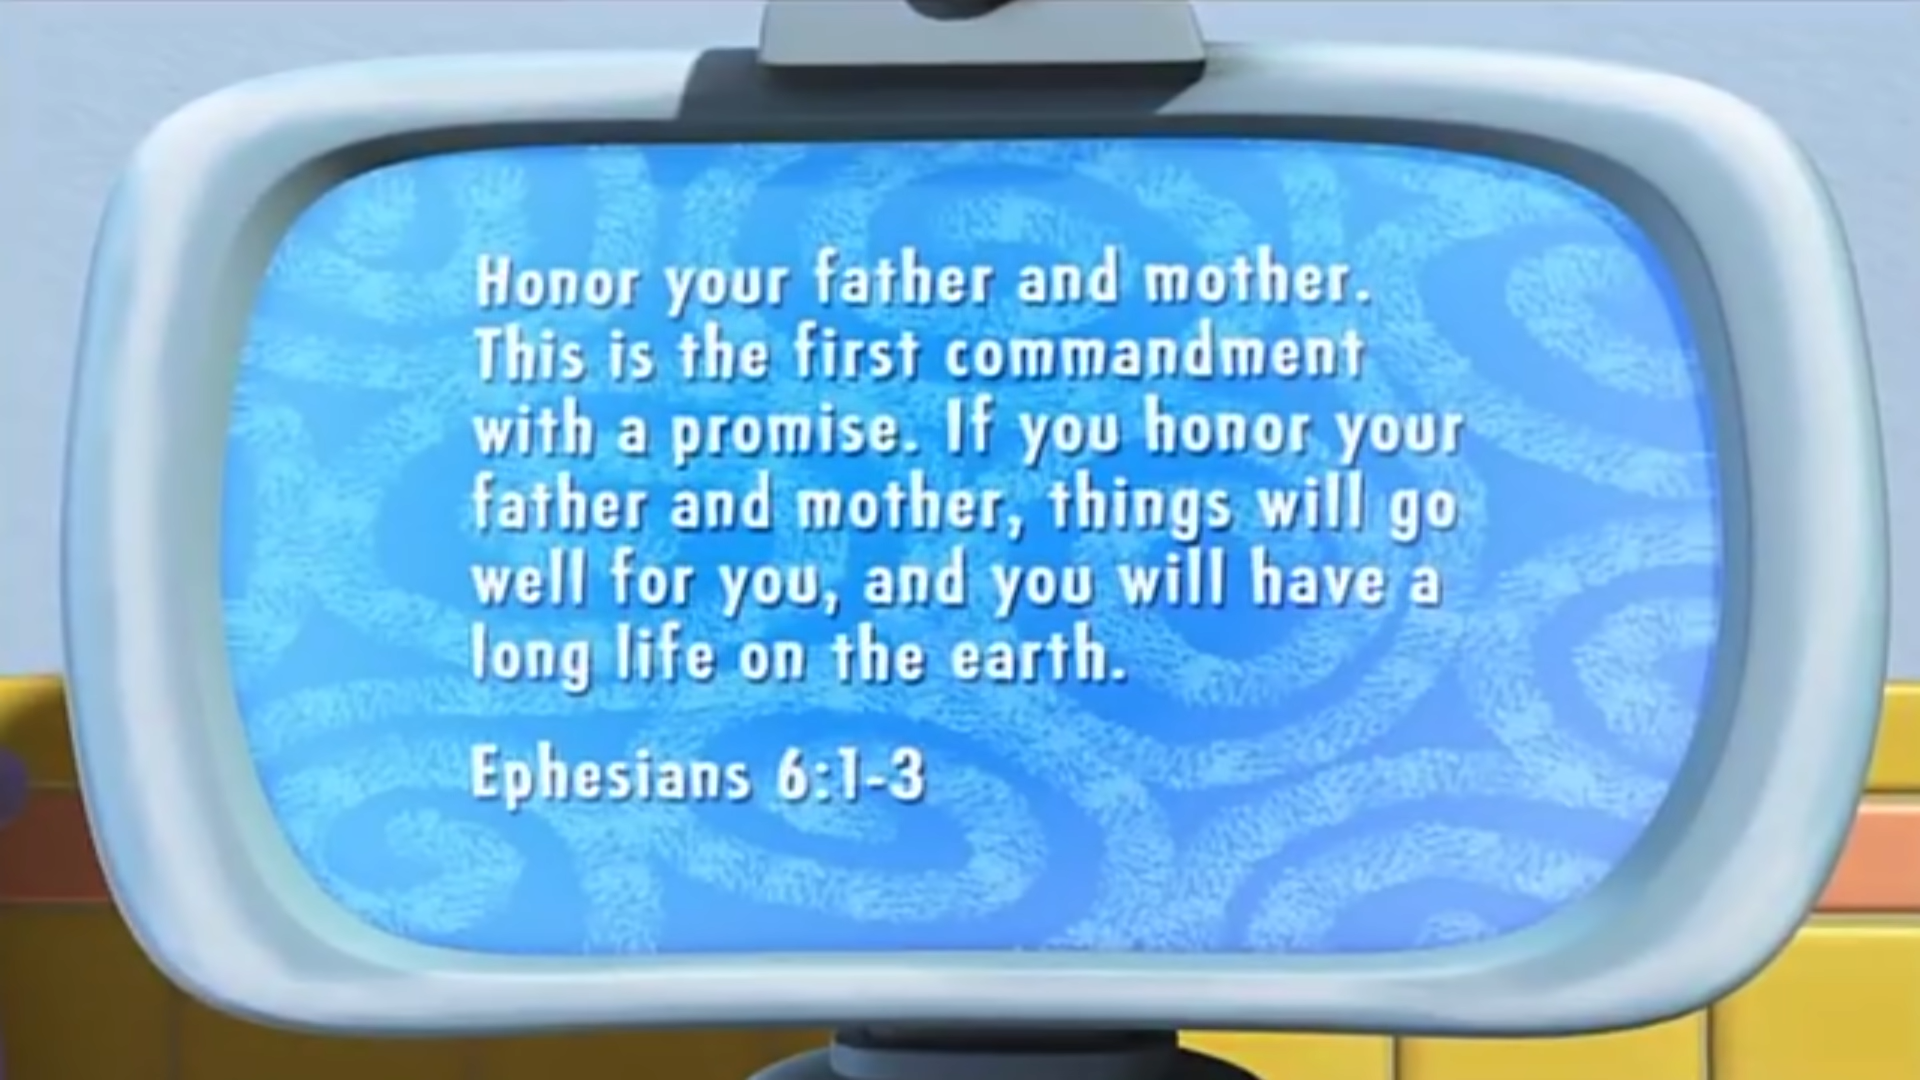 Honor your father and mother.
This is the first commandment
with a promise. If you honor your
father and mother, things will go
well for you, and you will have a
long life on the earth.
Ephesians 6:1-3